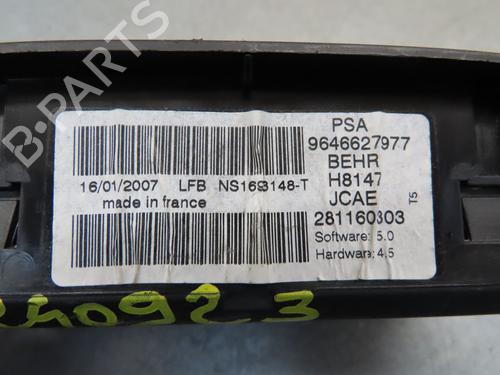 PSA
9646627977
BEHR
H8147
JCAE
T5
281160303
Software: 5.0
Hardware: 4.5
16/01/2007 LFB NS1693148-T
made in france
B-PARTS